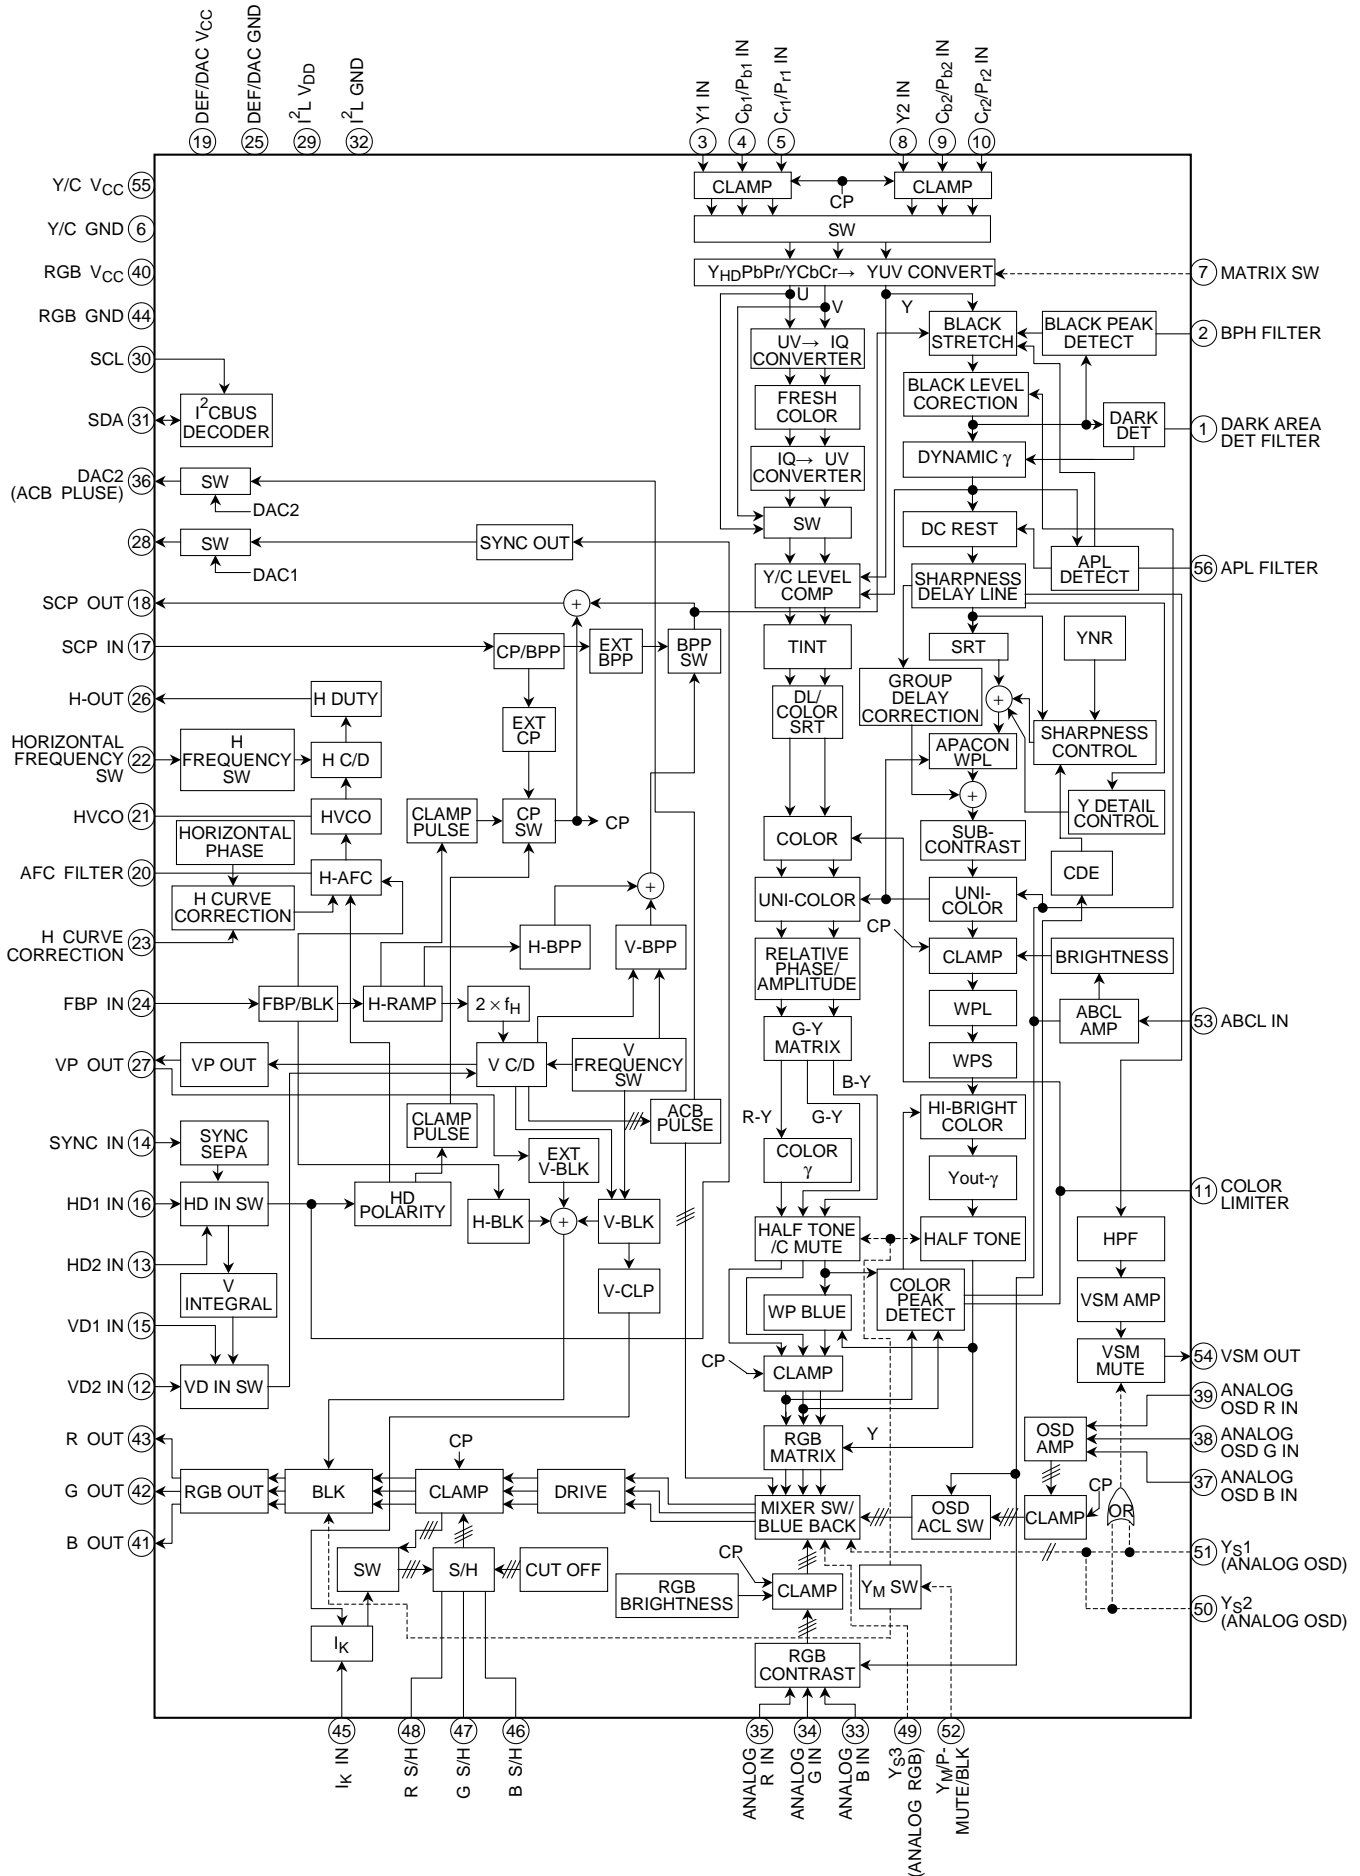 DEF/DAC VCC
DEF/DAC GND
I2L VDD
I2L GND
Y1 IN
Cb1/Pb1 IN
Cr1/Pr1 IN
Y2 IN
Cb2/Pb2 IN
Cr2/Pr2 IN
19
25
29
32
3
4
5
8
9
10
Y/C VCC 55
CLAMP
CP
CLAMP
Y/C GND 6
SW
RGB VCC 40
YHDPbPr/YCbCr→ YUV CONVERT
7 MATRIX SW
U
V
Y
RGB GND 44
BLACK
STRETCH
BLACK PEAK
DETECT
2 BPH FILTER
UV→ IQ
CONVERTER
SCL 30
BLACK LEVEL
CORECTION
FRESH
COLOR
I2CBUS
DECODER
SDA 31
DARK
DET
1 DARK AREA
DET FILTER
IQ→ UV
CONVERTER
DYNAMIC γ
DAC2
(ACB PLUSE)
36
SW
DAC2
SW
DC REST
28
SW
SYNC OUT
DAC1
Y/C LEVEL
COMP
SHARPNESS
DELAY LINE
APL
DETECT
56 APL FILTER
SCP OUT 18
+
SCP IN 17
CP/BPP
EXT
BPP
BPP
SW
TINT
SRT
YNR
H-OUT 26
H DUTY
EXT
CP
DL/
COLOR
SRT
GROUP
DELAY
CORRECTION
+
HORIZONTAL
FREQUENCY
SW
22
H
FREQUENCY
SW
H C/D
APACON
WPL
SHARPNESS
CONTROL
HVCO 21
HVCO
CLAMP
PULSE
CP
SW
CP
+
Y DETAIL
CONTROL
HORIZONTAL
PHASE
COLOR
SUB-
CONTRAST
AFC FILTER 20
H-AFC
CDE
H CURVE
CORRECTION
+
UNI-COLOR
UNI-
COLOR
H CURVE
CORRECTION
23
H-BPP
V-BPP
CP
RELATIVE
PHASE/
AMPLITUDE
CLAMP
BRIGHTNESS
FBP IN 24
FBP/BLK
H-RAMP
2 × fH
WPL
ABCL
AMP
53 ABCL IN
G-Y
MATRIX
VP OUT 27
VP OUT
V C/D
V
FREQUENCY
SW
WPS
B-Y
R-Y
G-Y
CLAMP
PULSE
ACB
PULSE
HI-BRIGHT
COLOR
SYNC IN 14
SYNC
SEPA
EXT
V-BLK
COLOR
γ
Yout-γ
11 COLOR
LIMITER
HD1 IN 16
HD IN SW
HD
POLARITY
H-BLK
+
V-BLK
HALF TONE
/C MUTE
HALF TONE
HPF
HD2 IN 13
V
INTEGRAL
V-CLP
WP BLUE
COLOR
PEAK
DETECT
VSM AMP
VD1 IN 15
CP
CLAMP
VSM
MUTE
54 VSM OUT
VD2 IN 12
VD IN SW
39 ANALOG
OSD R IN
R OUT 43
CP
RGB
MATRIX
Y
OSD
AMP
38 ANALOG
OSD G IN
G OUT 42
RGB OUT
BLK
CLAMP
DRIVE
MIXER SW/
BLUE BACK
OSD
ACL SW
CLAMP
CP
OR
37 ANALOG
OSD B IN
B OUT 41
51 YS1
(ANALOG OSD)
SW
S/H
CUT OFF
CP
RGB
BRIGHTNESS
CLAMP
YM SW
50 YS2
(ANALOG OSD)
IK
RGB
CONTRAST
45
48
47
46
35
34
33
49
52
IK IN
R S/H
G S/H
B S/H
ANALOG
R IN
ANALOG
G IN
ANALOG
B IN
YS3
(ANALOG RGB)
YM/P-
MUTE/BLK